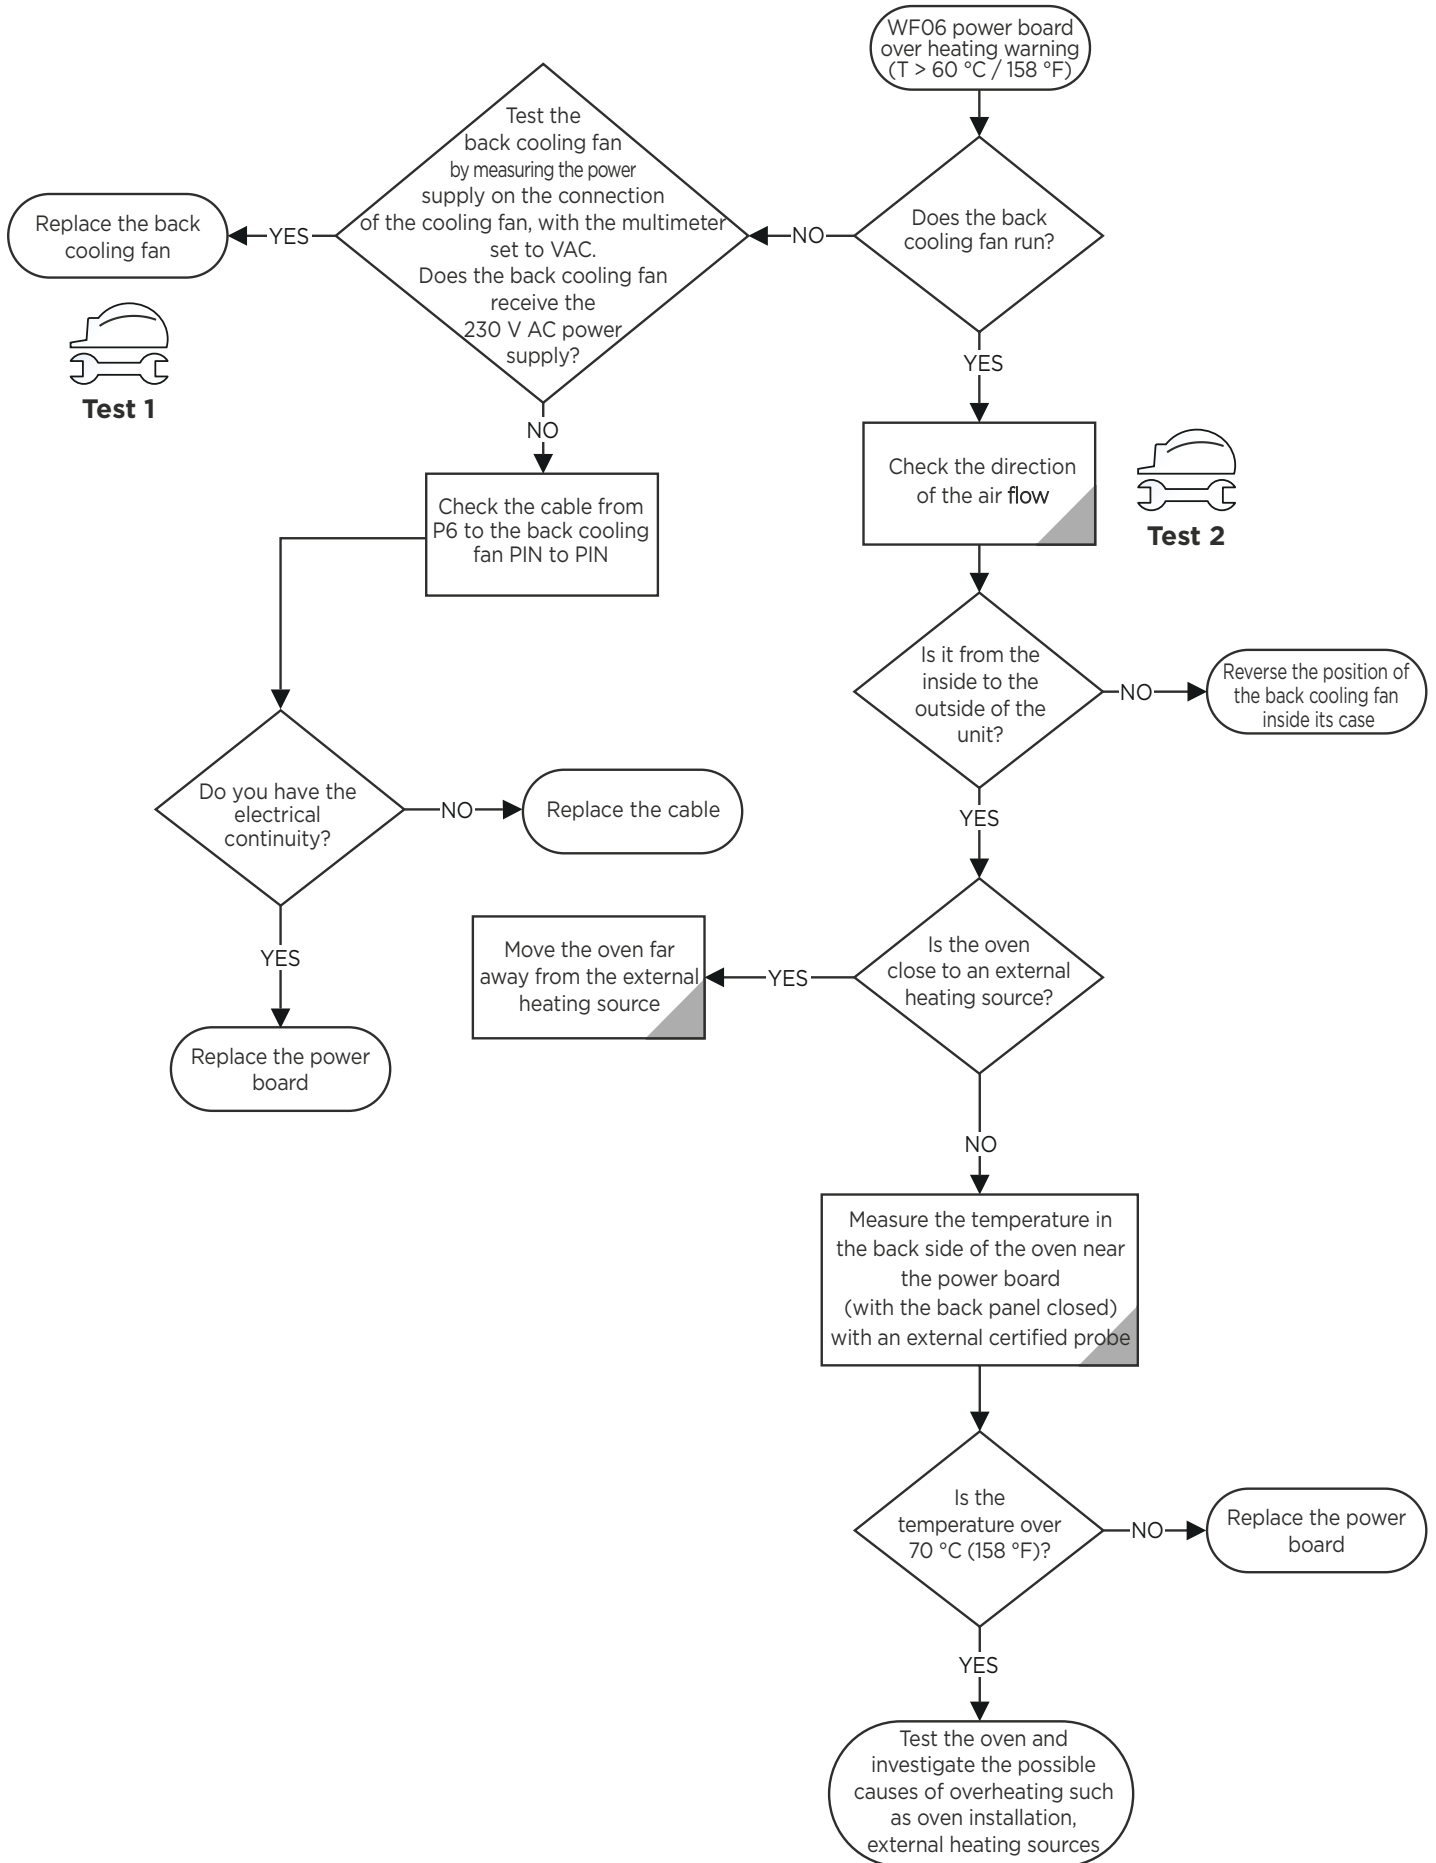 WF06 power board
over heating warning
(T > 60 °C / 158 °F)
Does the back
cooling fan run?
NO
Test the
back cooling fan
by measuring the power
supply on the connection
of the cooling fan, with the multimeter
set to VAC.
Does the back cooling fan
receive the
230 V AC power
supply?
YES
Replace the back
cooling fan
Test 1
NO
Check the cable from
P6 to the back cooling
fan PIN to PIN
Do you have the
electrical
continuity?
NO
Replace the cable
YES
Replace the power
board
YES
Check the direction
of the air flow
Test 2
Is it from the
inside to the
outside of the
unit?
NO
Reverse the position of
the back cooling fan
inside its case
YES
Is the oven
close to an external
heating source?
YES
Move the oven far
away from the external
heating source
NO
Measure the temperature in
the back side of the oven near
the power board
(with the back panel closed)
with an external certified probe
Is the
temperature over
70 °C (158 °F)?
NO
Replace the power
board
YES
Test the oven and
investigate the possible
causes of overheating such
as oven installation,
external heating sources